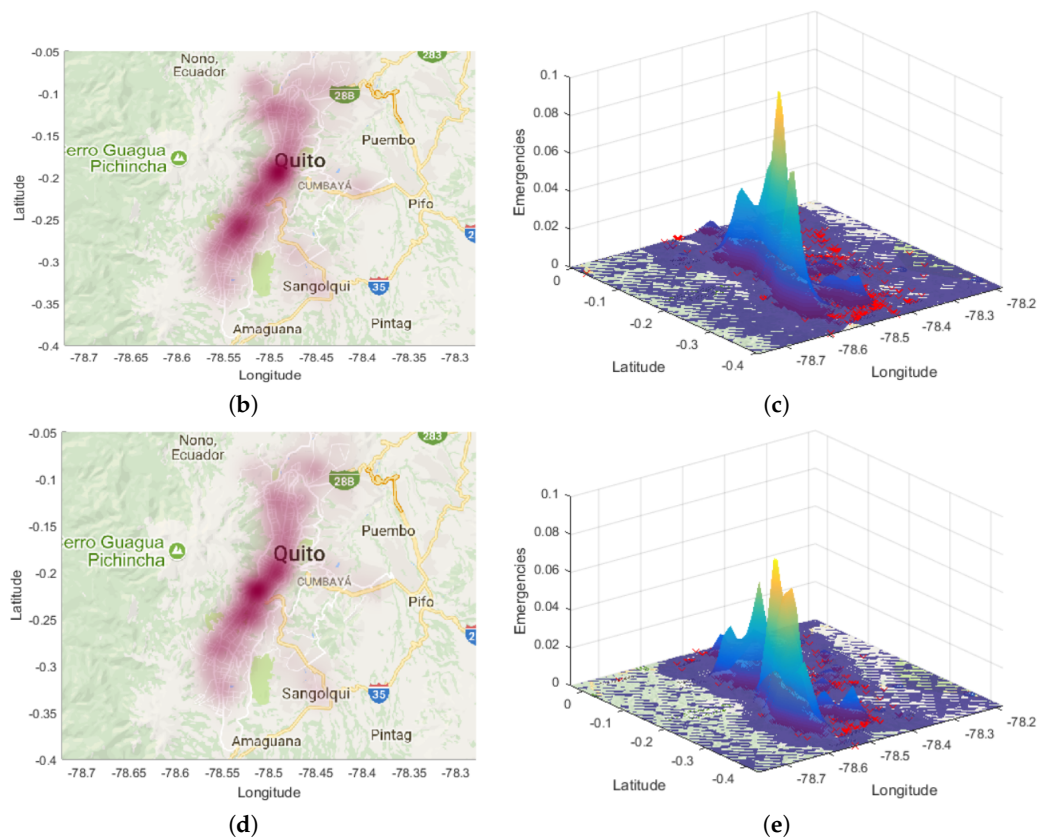 -0.05
-0.1
-0.15
-0.2
-0.25
-0.3
-0.35
-0.4
Latitude
Nono,
Ecuador
283
28B
Puembo
erro Guagua
Pichincha
Quito
CUMBAYÁ
Pifo
2
Sangolqui
35
Amaguana
Pintag
-78.7 -78.65 -78.6 -78.55 -78.5 -78.45 -78.4 -78.35 -78.3
Longitude
(b)
0.1
0.08
0.06
0.04
0.02
0
Emergencies
0
-0.1
-0.2
-0.3
-0.4
Latitude
-78.7
-78.6
-78.5
-78.4
-78.3
-78.2
Longitude
(c)
-0.05
-0.1
-0.15
-0.2
-0.25
-0.3
-0.35
-0.4
Latitude
Nono,
Ecuador
283
28B
Puembo
erro Guagua
Pichincha
Quito
CUMBAYÁ
Pifo
2
Sangolqui
35
Amaguana
Pintag
-78.7 -78.65 -78.6 -78.55 -78.5 -78.45 -78.4 -78.35 -78.3
Longitude
(d)
0.1
0.08
0.06
0.04
0.02
0
Emergencies
0
-0.1
-0.2
-0.3
-0.4
Latitude
-78.7
-78.6
-78.5
-78.4
-78.3
-78.2
Longitude
(e)